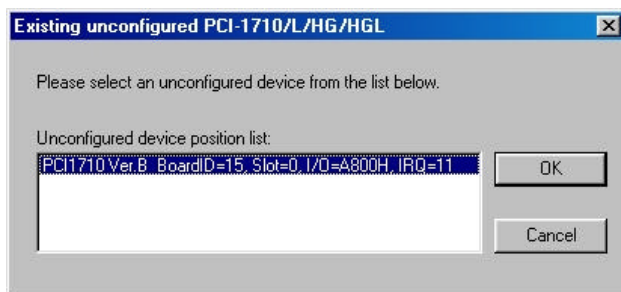 Existing unconfigured PCI-1710/L/HG/HGL
Please select an unconfigured device from the list below.
Unconfigured device position list:
PCI1710 Ver.B BoardID=15, Slot=0, I/O=A800H, IRQ=11
OK
Cancel